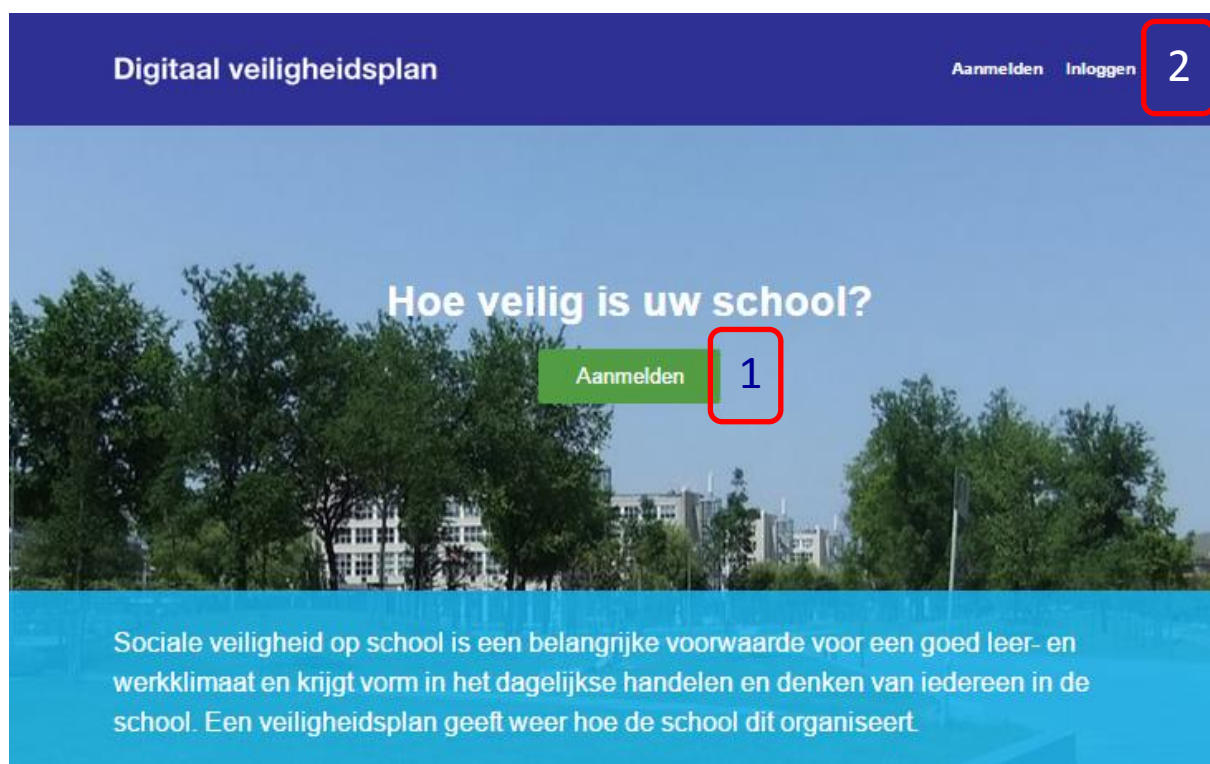 Digitaal veiligheidsplan
Aanmelden Inloggen 2
Hoe veilig is uw school?
Aanmelden 1
Sociale veiligheid op school is een belangrijke voorwaarde voor een goed leer- en
werkklimaat en krijgt vorm in het dagelijkse handelen en denken van iedereen in de
school. Een veiligheidsplan geeft weer hoe de school dit organiseert.